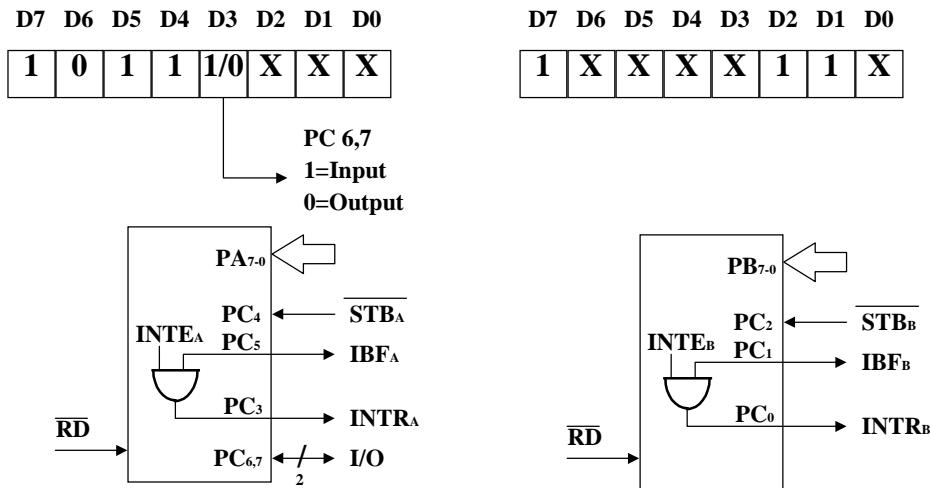 D7 D6 D5 D4 D3 D2 D1 D0
1 0 1 1 1/0 X X X
PC 6,7
1=Input
0=Output
PA7-0
PC4 STBA
INTEA
PC5 IBFA
PC3 INTRA
RD
PC6,7 I/O
2
D7 D6 D5 D4 D3 D2 D1 D0
1 X X X X 1 1 X
PB7-0
PC2 STBB
INTEB
PC1 IBFB
PC0 INTRB
RD